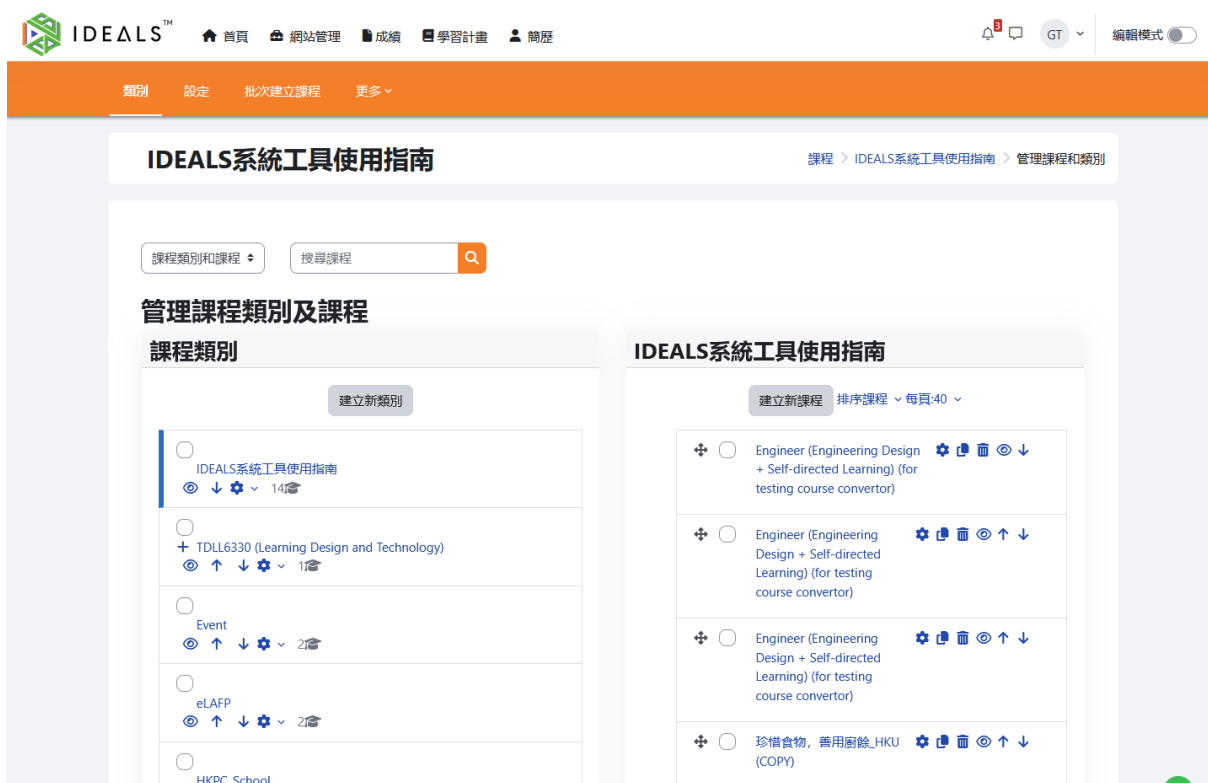 IDEALS™
首頁 網站管理 成績 學習計畫 簡歷
3
GT
編輯模式
類別 設定 批次建立課程 更多
IDEALS系統工具使用指南
課程 IDEALS系統工具使用指南 管理課程和類別
課程類別和課程
搜尋課程
管理課程類別及課程
課程類別
建立新類別
IDEALS系統工具使用指南
14
TDLL6330 (Learning Design and Technology)
1
Event
2
eLAFP
2
HKPC_School
IDEALS系統工具使用指南
建立新課程 排序課程 每頁:40
Engineer (Engineering Design
+ Self-directed Learning) (for
testing course convertor)
Engineer (Engineering
Design + Self-directed
Learning) (for testing
course convertor)
Engineer (Engineering
Design + Self-directed
Learning) (for testing
course convertor)
珍惜食物，善用廚餘_HKU
(COPY)